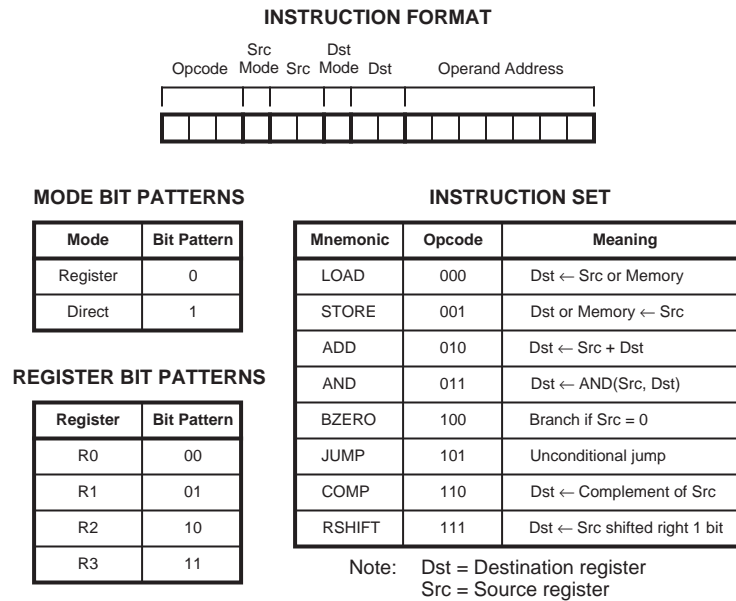 INSTRUCTION FORMAT
Src Dst
Opcode Mode Src Mode Dst Operand Address
MODE BIT PATTERNS
Mode Bit Pattern
Register 0
Direct 1
REGISTER BIT PATTERNS
Register Bit Pattern
R0 00
R1 01
R2 10
R3 11
INSTRUCTION SET
Mnemonic Opcode Meaning
LOAD 000 Dst ← Src or Memory
STORE 001 Dst or Memory ← Src
ADD 010 Dst ← Src + Dst
AND 011 Dst ← AND(Src, Dst)
BZERO 100 Branch if Src = 0
JUMP 101 Unconditional jump
COMP 110 Dst ← Complement of Src
RSHIFT 111 Dst ← Src shifted right 1 bit
Note: Dst = Destination register
Src = Source register